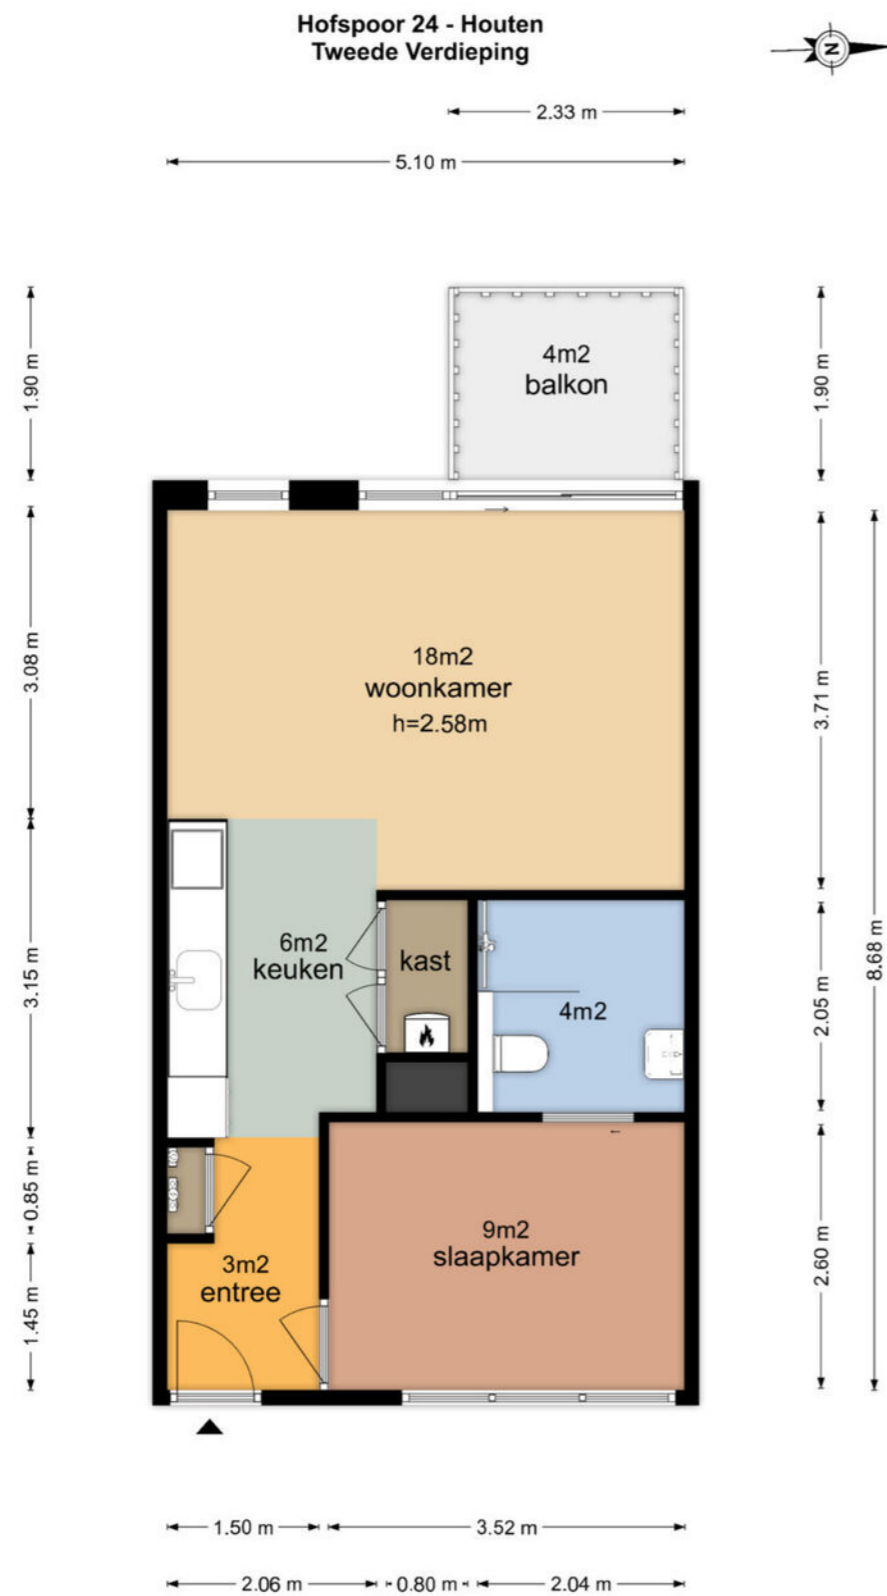 Hofspoor 24 - Houten
Tweede Verdieping
N
2.33 m
5.10 m
1.90 m
1.90 m
4m2
balkon
3.08 m
18m2
woonkamer
h=2.58m
3.71 m
8.68 m
3.15 m
6m2
keuken
kast
4m2
2.05 m
0.85 m
1.45 m
3m2
entree
9m2
slaapkamer
2.60 m
1.50 m
3.52 m
2.06 m
0.80 m
2.04 m